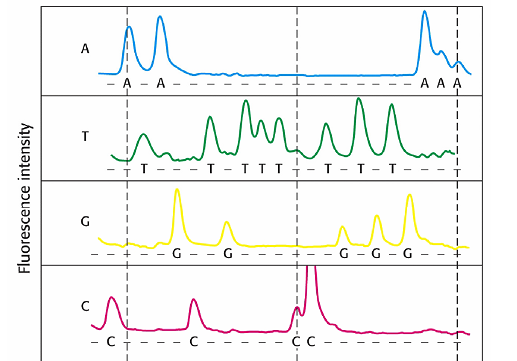 Fluorescence intensity
A
A A A A A
T
T T T T T T T T
G
G G G G G
C
C C C C